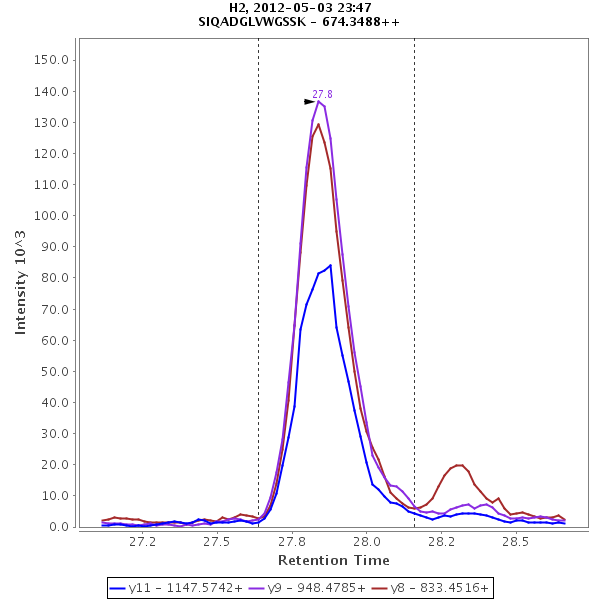 H2, 2012-05-03 23:47
SIQADGLVWGSSK - 674.3488++
27.8
150.0
140.0
130.0
120.0
110.0
100.0
90.0
80.0
70.0
60.0
50.0
40.0
30.0
20.0
10.0
0.0
Intensity 10^3
27.2 27.5 27.8 28.0 28.2 28.5
Retention Time
y11 - 1147.5742+ y9 - 948.4785+ y8 - 833.4516+